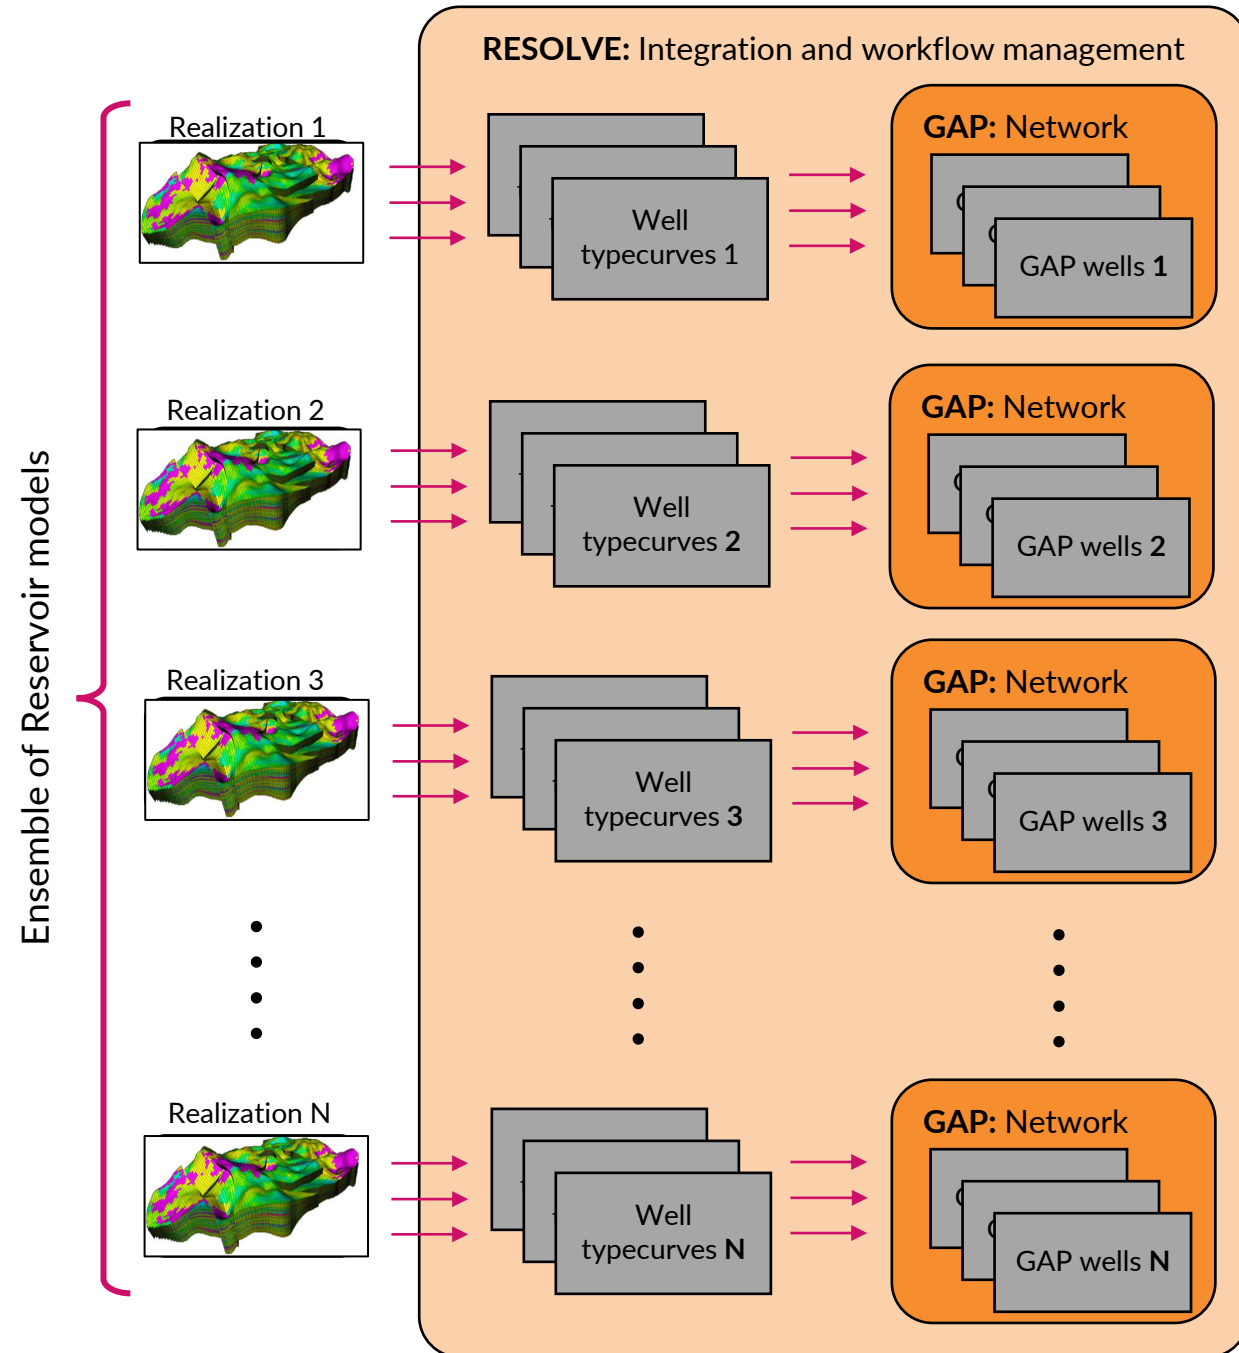 RESOLVE: Integration and workflow management
Ensemble of Reservoir models
Realization 1
Well
typecurves 1
GAP: Network
GAP wells 1
Realization 2
Well
typecurves 2
GAP: Network
GAP wells 2
Realization 3
Well
typecurves 3
GAP: Network
GAP wells 3
Realization N
Well
typecurves N
GAP: Network
GAP wells N